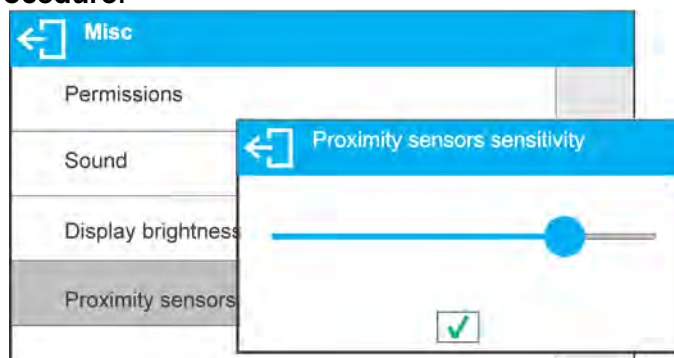 Misc
Permissions
Sound
Proximity sensors sensitivity
Display brightness
Proximity sensors